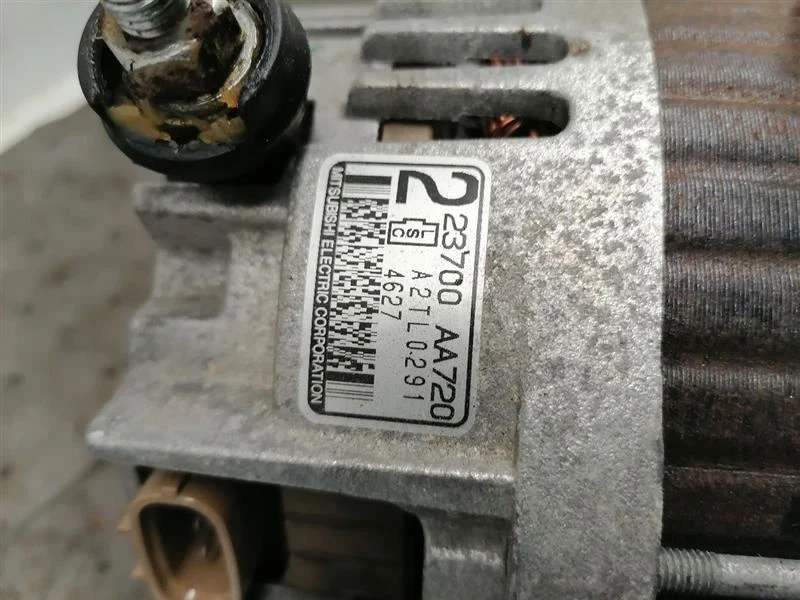 2 23700 AA720
L
S
C
A2TL0291
4627
MITSUBISHI ELECTRIC CORPORATION